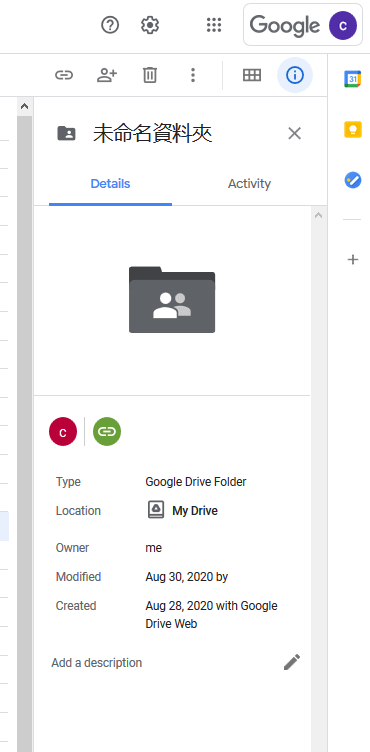 Google
C
31
未命名資料夾
Details
Activity
c
Type
Google Drive Folder
Location
My Drive
Owner
me
Modified
Aug 30, 2020 by
Created
Aug 28, 2020 with Google
Drive Web
Add a description